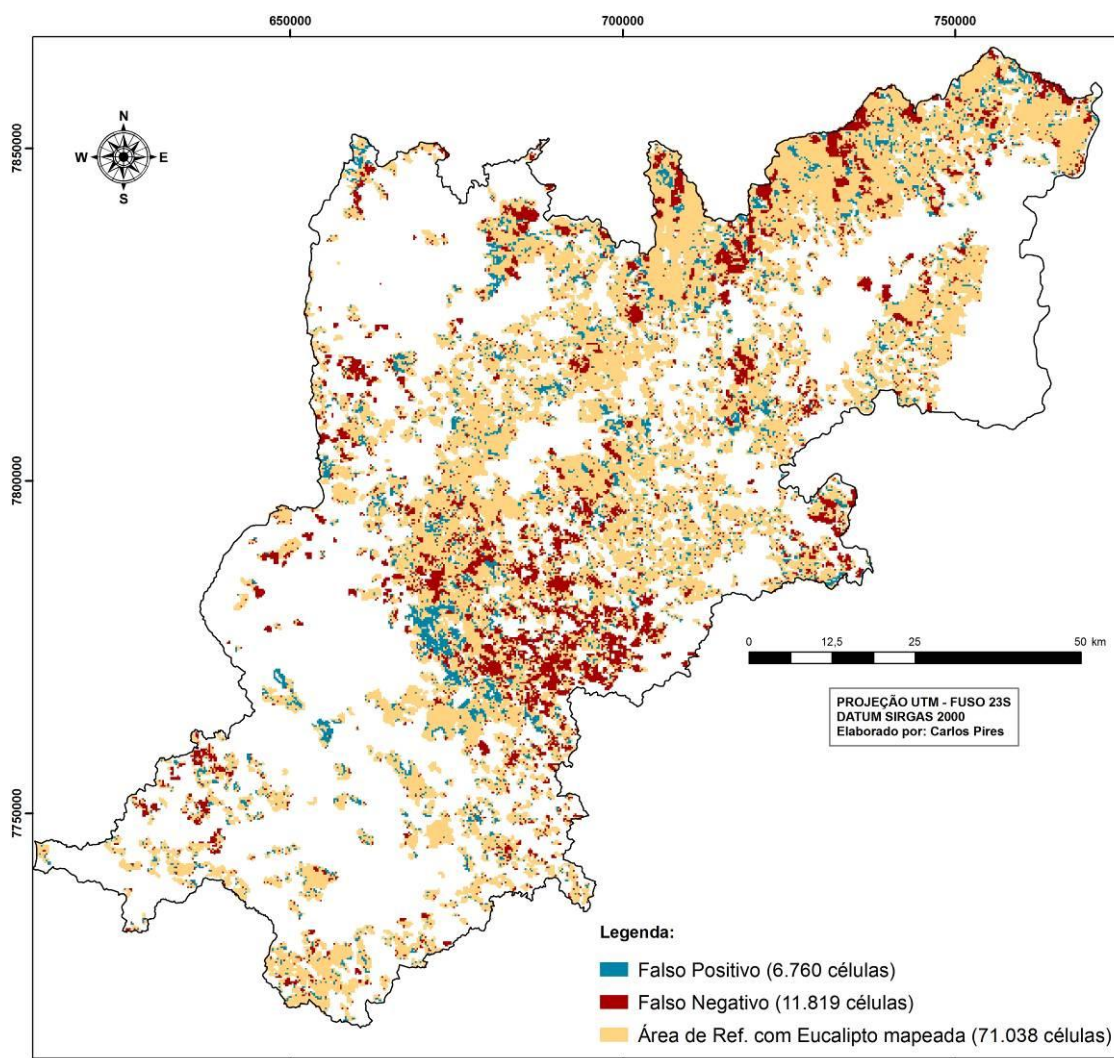 650000 700000 750000
N
W E
S
7850000
7800000
7750000
0 12,5 25 50 km
PROJEÇÃO UTM - FUSO 23S
DATUM SIRGAS 2000
Elaborado por: Carlos Pires
Legenda:
Falso Positivo (6.760 células)
Falso Negativo (11.819 células)
Área de Ref. com Eucalipto mapeada (71.038 células)